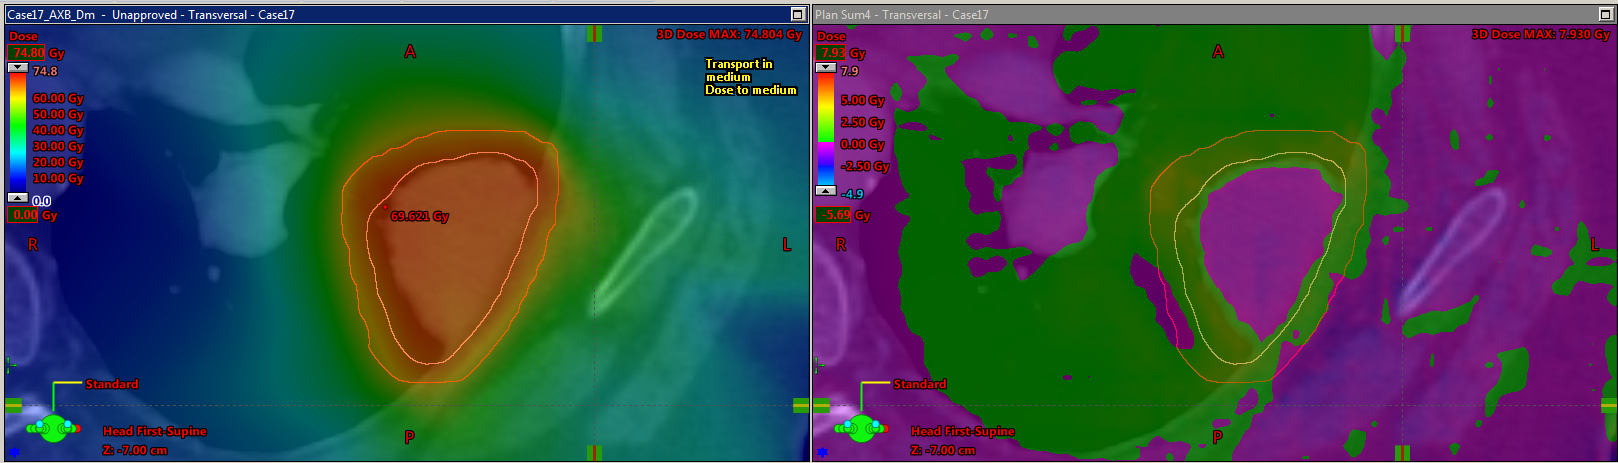 Case17_AXB_Dm - Unapproved - Transversal - Case17
Dose
74.80 Gy
74.8
60.00 Gy
50.00 Gy
40.00 Gy
30.00 Gy
20.00 Gy
10.00 Gy
0.0
0.00 Gy
A
3D Dose MAX: 74.804 Gy
Transport in
medium
Dose to medium
69.621 Gy
R
L
Standard
Head First-Supine
Z: -7.00 cm
P
Plan Sum4 - Transversal - Case17
Dose
7.93 Gy
7.9
5.00 Gy
2.50 Gy
0.00 Gy
-2.50 Gy
-4.9
-5.69 Gy
A
3D Dose MAX: 7.930 Gy
R
L
Standard
Head First-Supine
Z: -7.00 cm
P